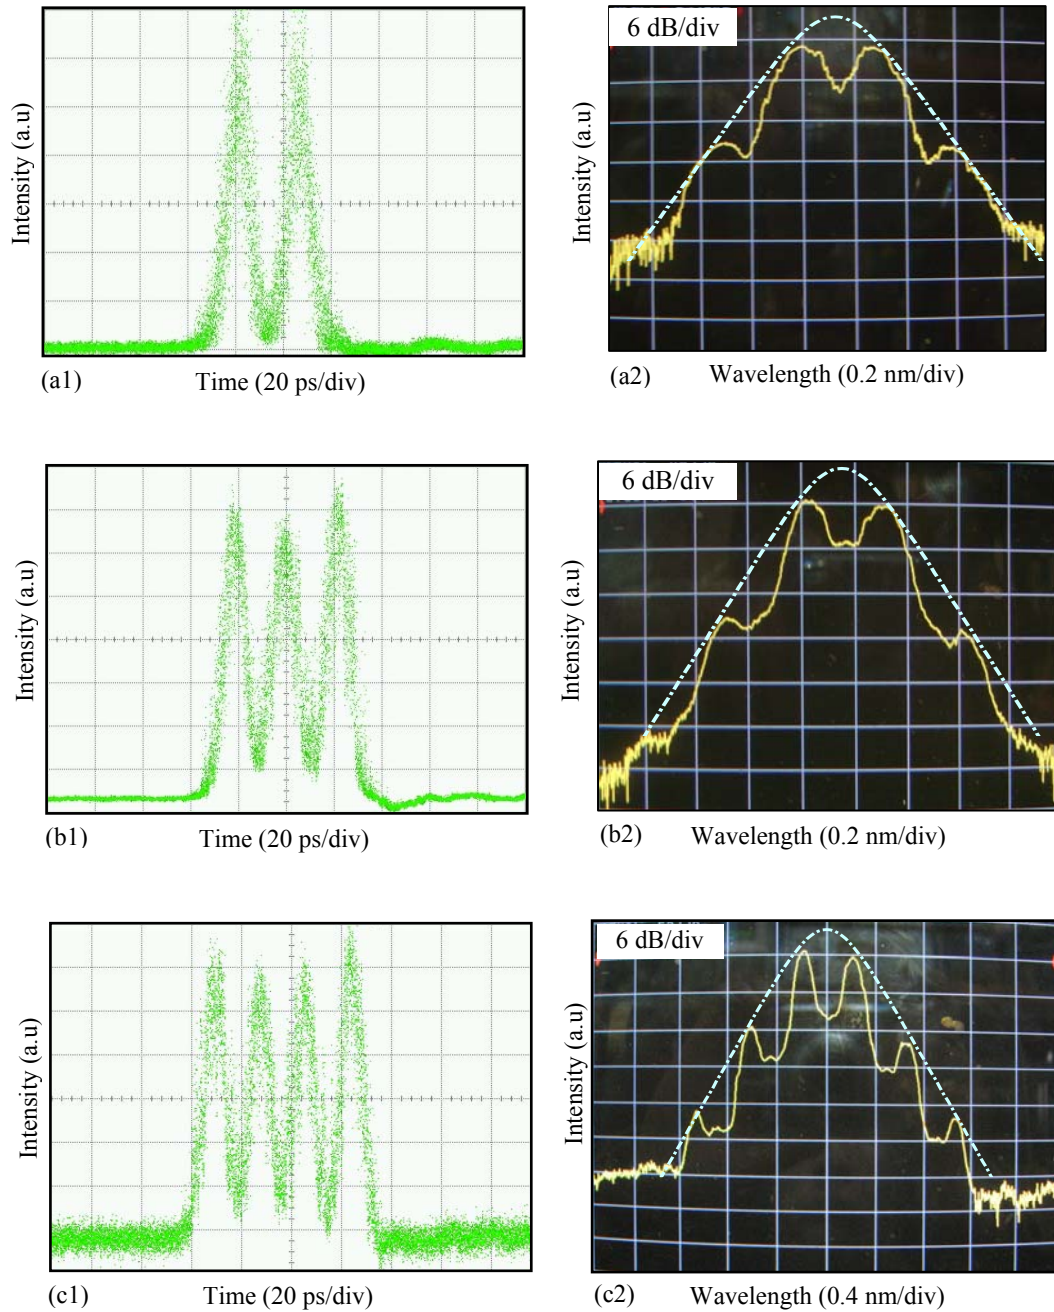 6 dB/div
Intensity (a.u)
Intensity (a.u)
(a1)
Time (20 ps/div)
(a2)
Wavelength (0.2 nm/div)
6 dB/div
Intensity (a.u)
Intensity (a.u)
(b1)
Time (20 ps/div)
(b2)
Wavelength (0.2 nm/div)
6 dB/div
Intensity (a.u)
Intensity (a.u)
(c1)
Time (20 ps/div)
(c2)
Wavelength (0.4 nm/div)